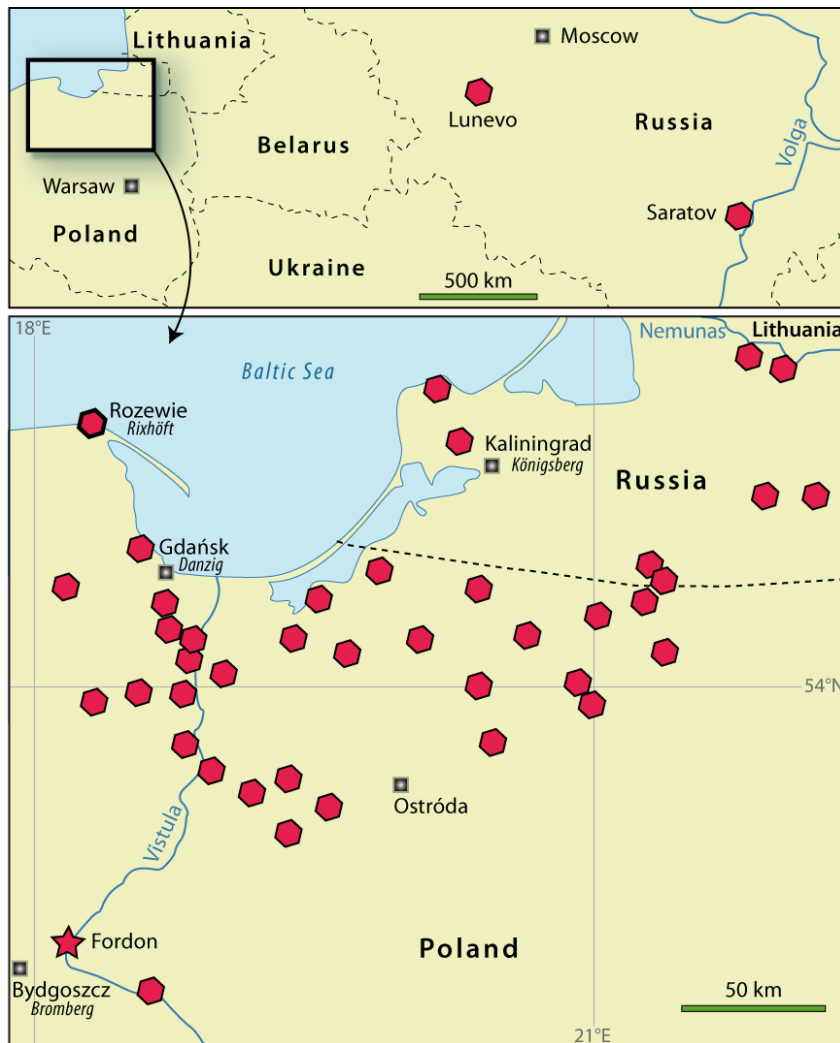 Lithuania
Moscow
Lunevo
Russia
Belarus
Volga
Warsaw
Saratov
Poland
Ukraine
500 km
18°E
Nemunas
Lithuania
Baltic Sea
Rozewie
Rixhöft
Kaliningrad
Königsberg
Russia
Gdańsk
Danzig
54°N
Ostróda
Vistula
Fordon
Poland
Bydgoszcz
Bromberg
50 km
21°E